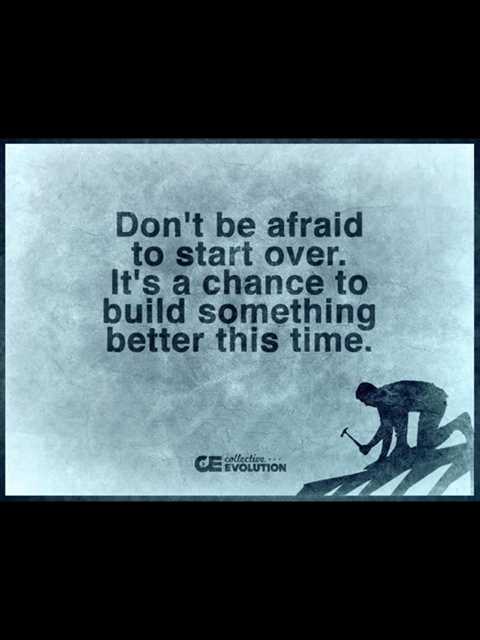 Don't be afraid
to start over.
It's a chance to
build something
better this time.
CE collective...
EVOLUTION